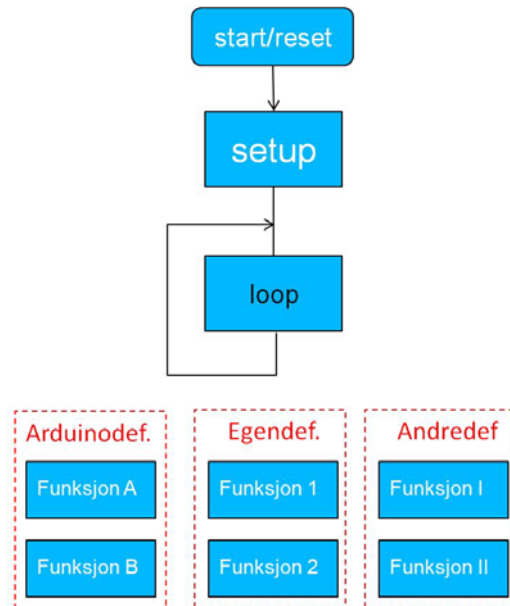 start/reset
setup
loop
Arduinodef.
Egendef.
Andredef
Funksjon A
Funksjon 1
Funksjon I
Funksjon B
Funksjon 2
Funksjon II